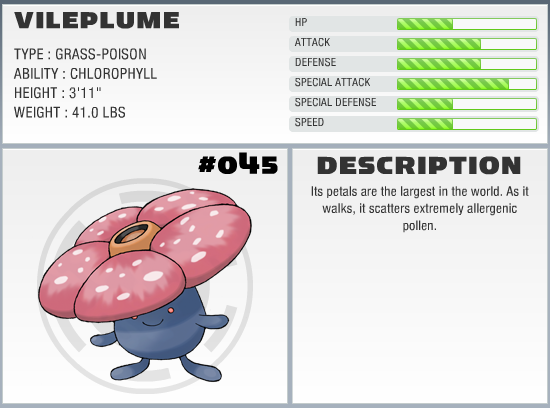 VILEPLUME
TYPE : GRASS-POISON
ABILITY : CHLOROPHYLL
HEIGHT : 3'11"
WEIGHT : 41.0 LBS
HP
ATTACK
DEFENSE
SPECIAL ATTACK
SPECIAL DEFENSE
SPEED
#045
DESCRIPTION
Its petals are the largest in the world. As it
walks, it scatters extremely allergenic
pollen.